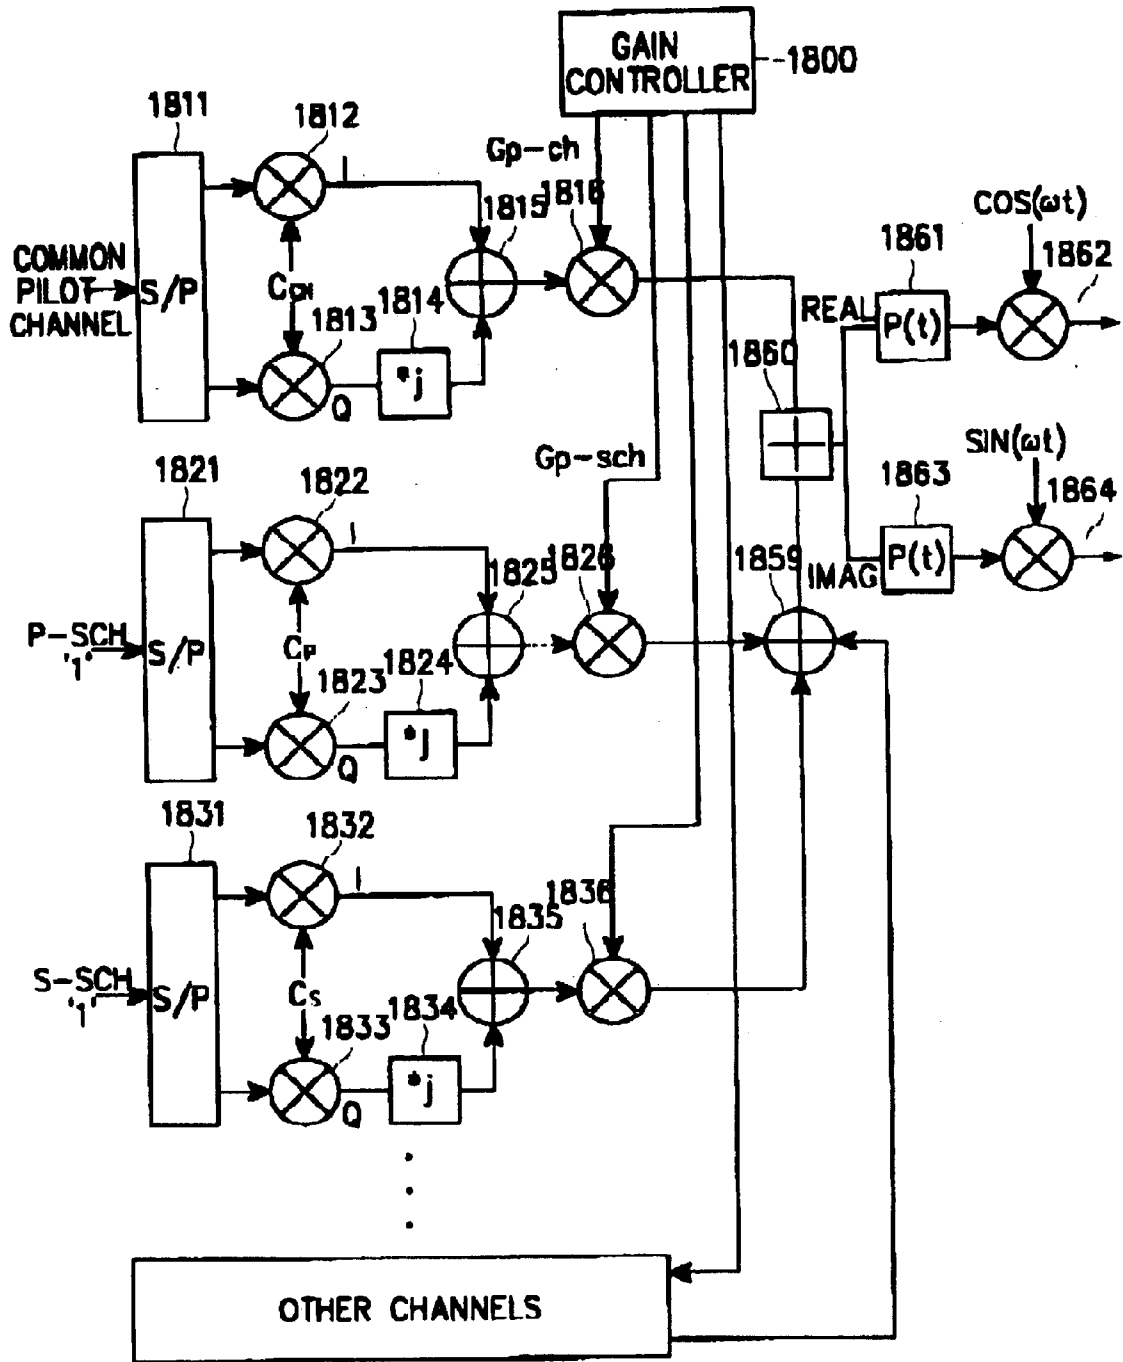 GAIN
CONTROLLER
1800
1811
1812
Gp-ch
I
1815
1816
COS(ωt)
1861
1862
COMMON
PILOT
CHANNEL
S/P
1813
1814
REAL
P(t)
1860
*j
Q
1821
1822
Gp-sch
SIN(ωt)
1863
1864
I
1825
1826
1859
P(t)
IMAG
P-SCH
'1'
S/P
CP
1823
1824
*j
Q
1831
1832
I
1835
1836
S-SCH
'1'
S/P
CS
1833
1834
*j
Q
OTHER CHANNELS